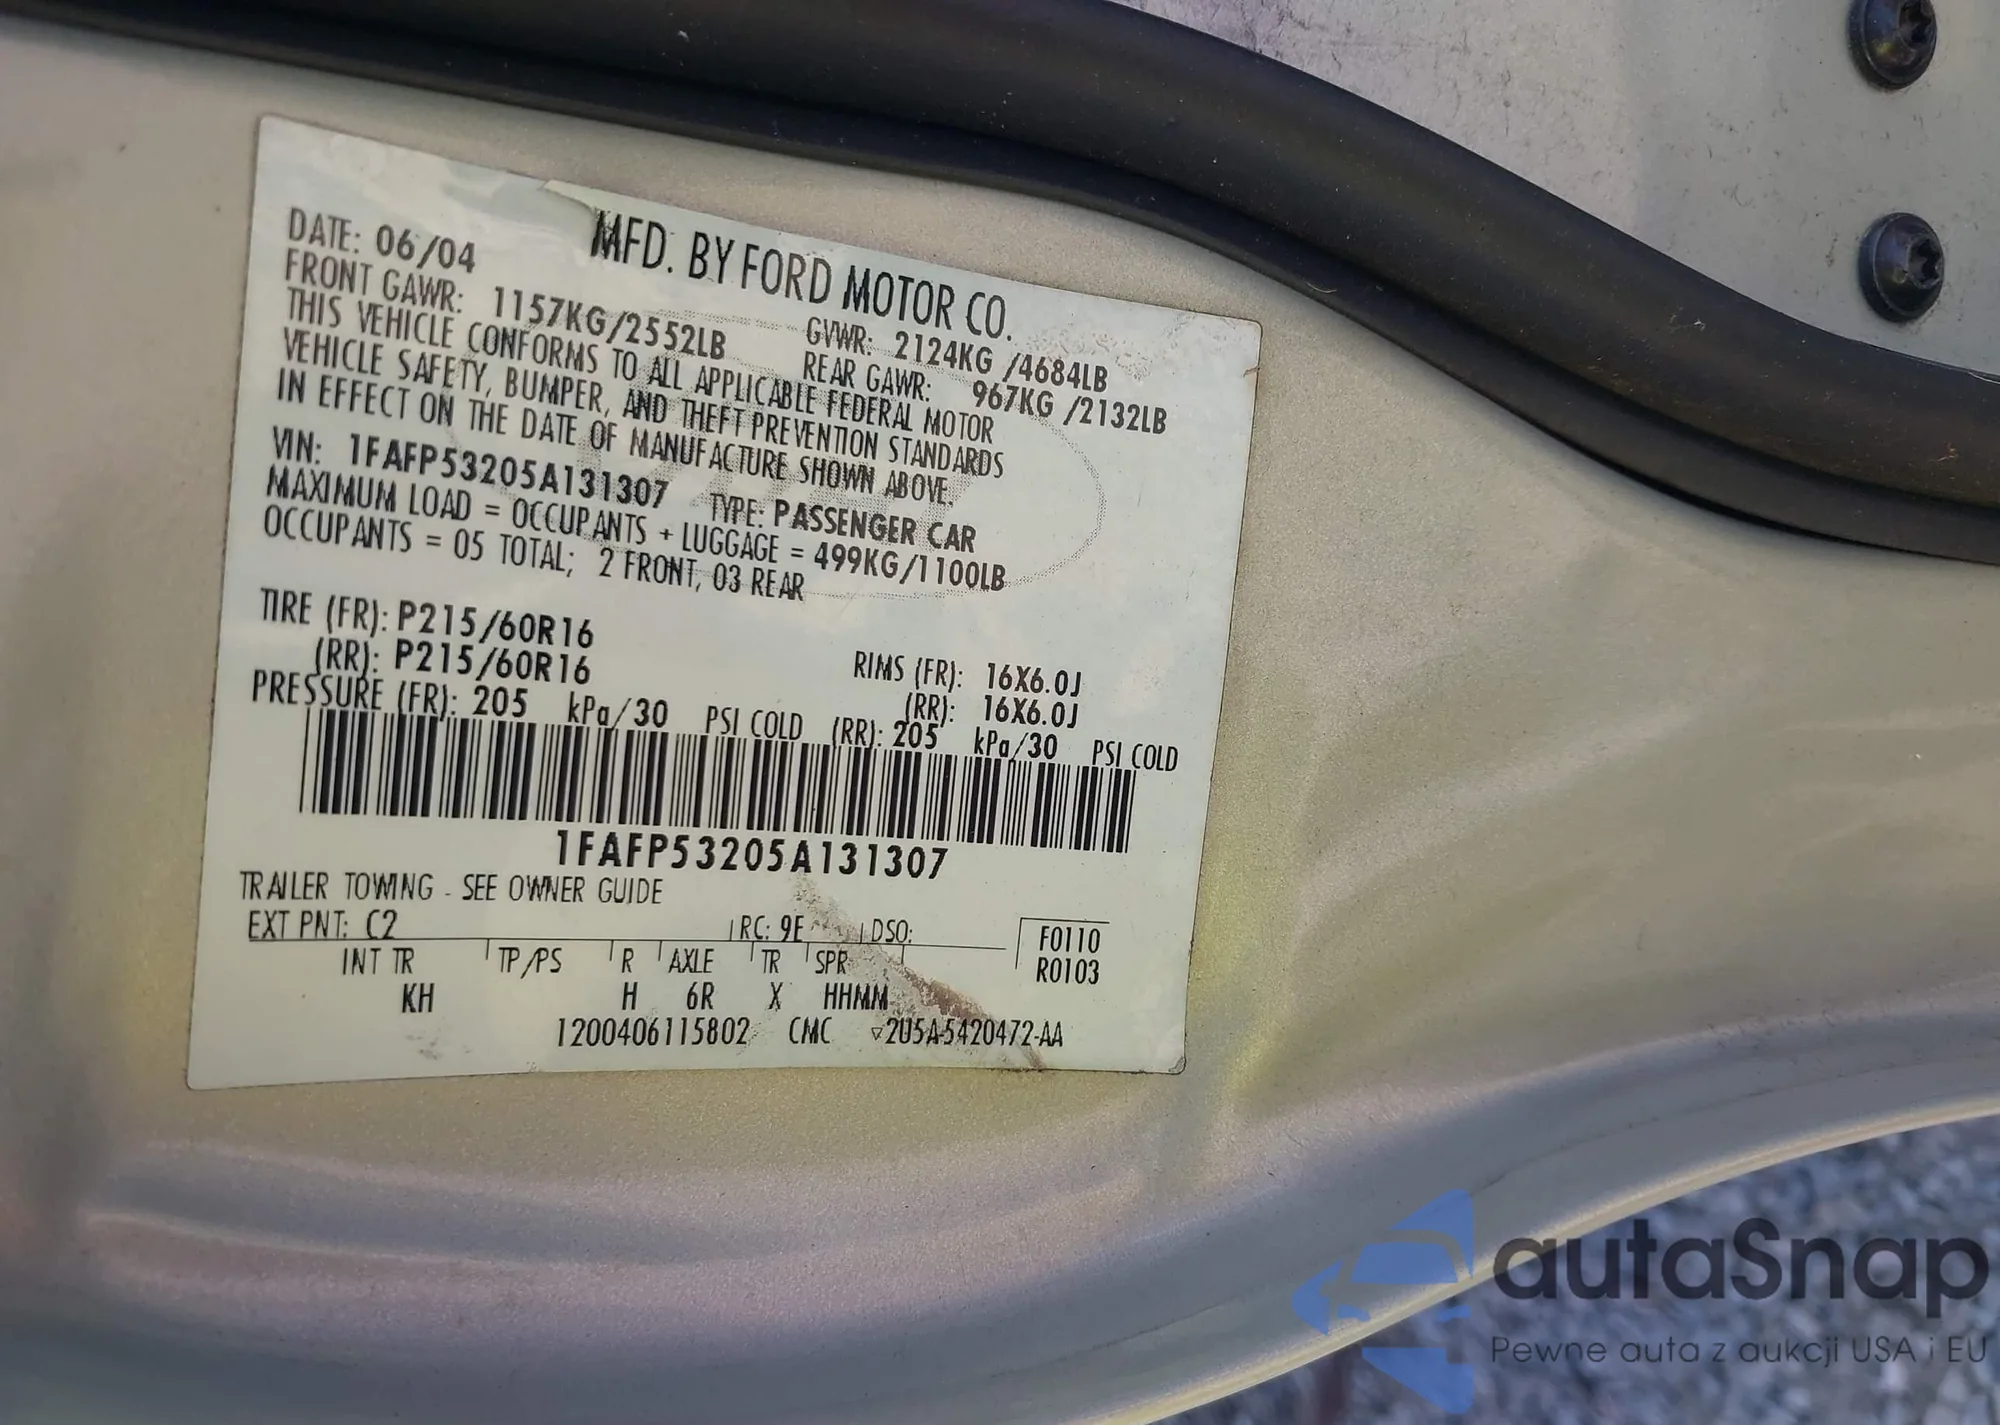 MFD. BY FORD MOTOR CO.
DATE: 06/04 GVWR: 2124KG /4684LB
FRONT GAWR: 1157KG/2552LB REAR GAWR: 967KG /2132LB
THIS VEHICLE CONFORMS TO ALL APPLICABLE FEDERAL MOTOR
VEHICLE SAFETY, BUMPER, AND THEFT PREVENTION STANDARDS
IN EFFECT ON THE DATE OF MANUFACTURE SHOWN ABOVE.
VIN: 1FAFP53205A131307 TYPE: PASSENGER CAR
MAXIMUM LOAD = OCCUPANTS + LUGGAGE = 499KG/1100LB
OCCUPANTS = 05 TOTAL; 2 FRONT, 03 REAR
TIRE (FR): P215/60R16 RIMS (FR): 16X6.0J
(RR): P215/60R16 (RR): 16X6.0J
PRESSURE (FR): 205 kPa/30 PSI COLD (RR): 205 kPa/30 PSI COLD
1FAFP53205A131307
TRAILER TOWING - SEE OWNER GUIDE
EXT PNT: C2 RC: 9E DSO: F0110
INT TR TP/PS R AXLE TR SPR R0103
KH H 6R X HHMM
1200406115802 CMC ▽2U5A-5420472-AA
autaSnap
Pewne auta z aukcji USA i EU